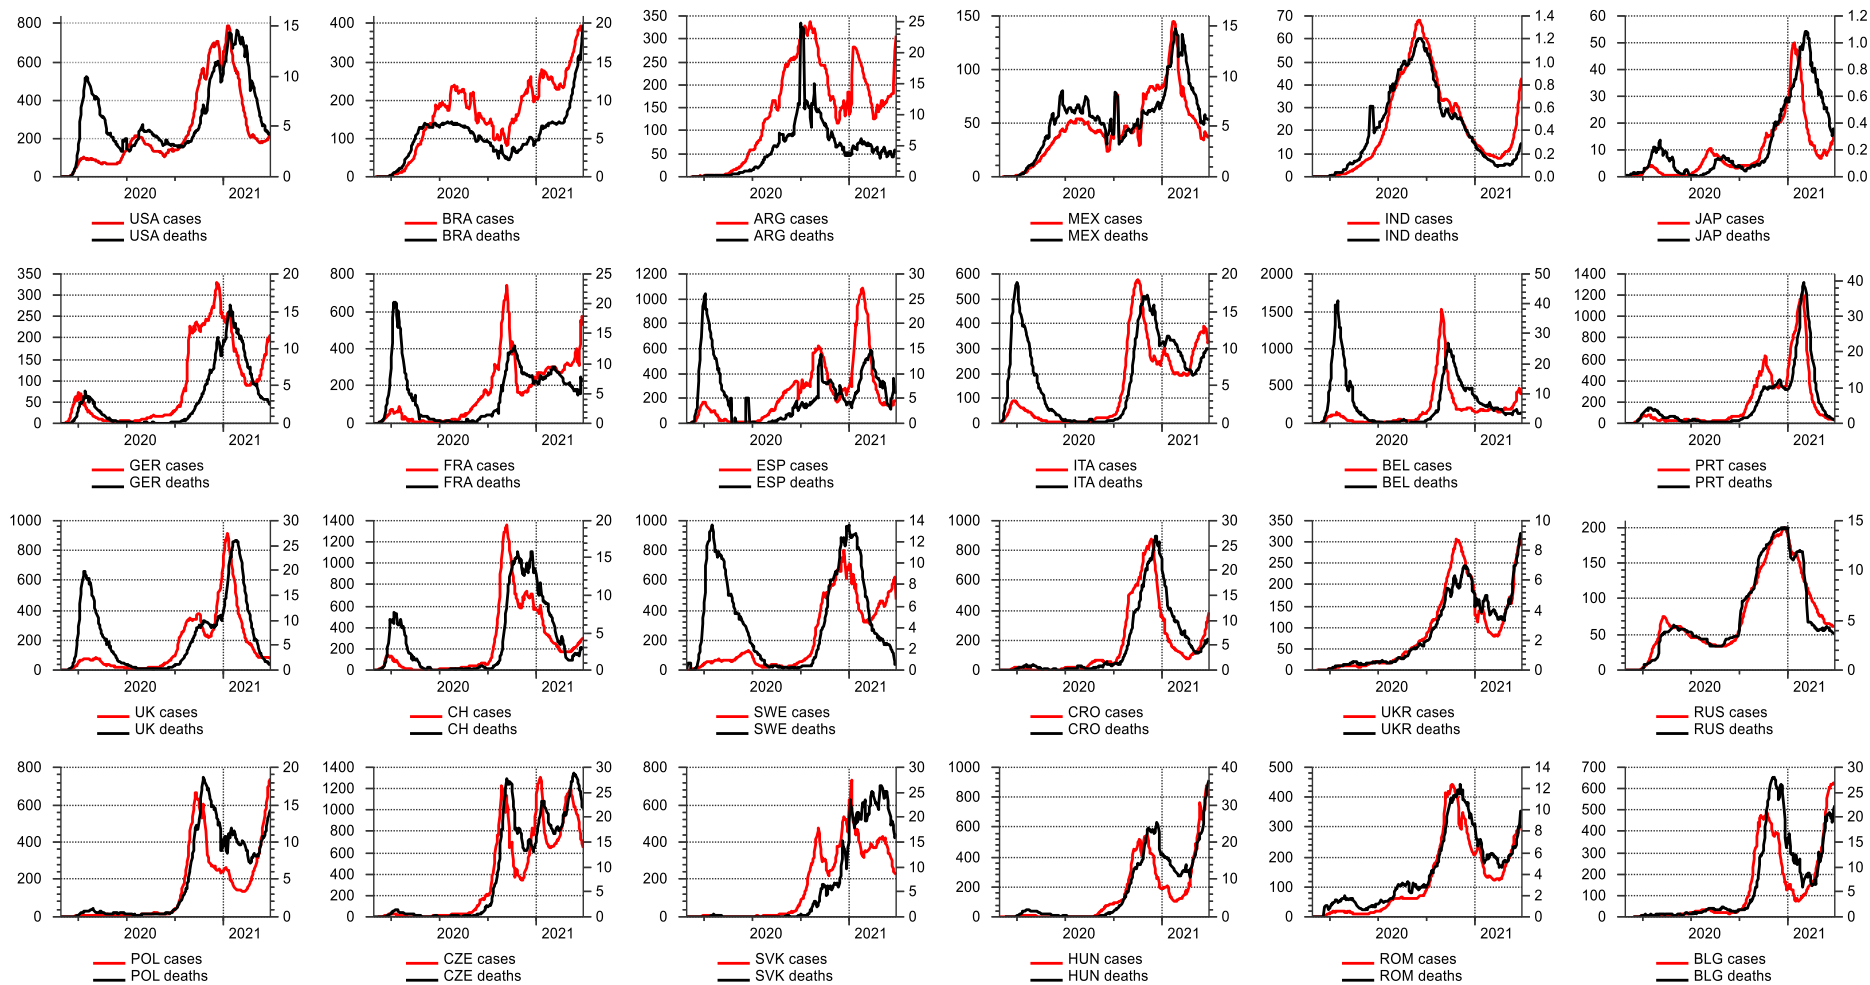 800 600 400 200 0
15 10 5 0
2020 2021
USA cases
USA deaths
400 300 200 100 0
20 15 10 5 0
2020 2021
BRA cases
BRA deaths
350 300 250 200 150 100 50 0
25 20 15 10 5 0
2020 2021
ARG cases
ARG deaths
150 100 50 0
15 10 5 0
2020 2021
MEX cases
MEX deaths
70 60 50 40 30 20 10 0
1.4 1.2 1.0 0.8 0.6 0.4 0.2 0.0
2020 2021
IND cases
IND deaths
60 50 40 30 20 10 0
1.2 1.0 0.8 0.6 0.4 0.2 0.0
2020 2021
JAP cases
JAP deaths
350 300 250 200 150 100 50 0
20 15 10 5 0
2020 2021
GER cases
GER deaths
800 600 400 200 0
25 20 15 10 5 0
2020 2021
FRA cases
FRA deaths
1200 1000 800 600 400 200 0
30 25 20 15 10 5 0
2020 2021
ESP cases
ESP deaths
600 500 400 300 200 100 0
20 15 10 5 0
2020 2021
ITA cases
ITA deaths
2000 1500 1000 500 0
50 40 30 20 10 0
2020 2021
BEL cases
BEL deaths
1400 1200 1000 800 600 400 200 0
40 30 20 10 0
2020 2021
PRT cases
PRT deaths
1000 800 600 400 200 0
30 25 20 15 10 5 0
2020 2021
UK cases
UK deaths
1400 1200 1000 800 600 400 200 0
20 15 10 5 0
2020 2021
CH cases
CH deaths
1000 800 600 400 200 0
14 12 10 8 6 4 2 0
2020 2021
SWE cases
SWE deaths
1000 800 600 400 200 0
30 25 20 15 10 5 0
2020 2021
CRO cases
CRO deaths
350 300 250 200 150 100 50 0
10 8 6 4 2 0
2020 2021
UKR cases
UKR deaths
200 150 100 50 0
15 10 5 0
2020 2021
RUS cases
RUS deaths
800 600 400 200 0
20 15 10 5 0
2020 2021
POL cases
POL deaths
1400 1200 1000 800 600 400 200 0
30 25 20 15 10 5 0
2020 2021
CZE cases
CZE deaths
800 600 400 200 0
30 25 20 15 10 5 0
2020 2021
SVK cases
SVK deaths
1000 800 600 400 200 0
40 30 20 10 0
2020 2021
HUN cases
HUN deaths
500 400 300 200 100 0
14 12 10 8 6 4 2 0
2020 2021
ROM cases
ROM deaths
700 600 500 400 300 200 100 0
30 25 20 15 10 5 0
2020 2021
BLG cases
BLG deaths